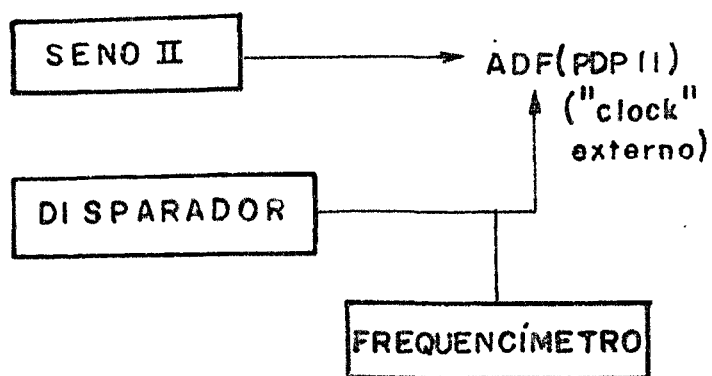 SENO II
ADF(PDP 11)
("clock"
externo)
DISPARADOR
FREQUENCÍMETRO